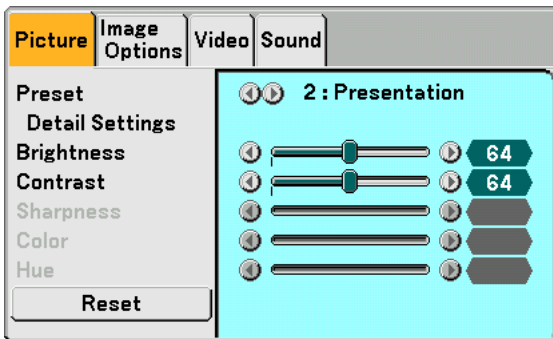 Picture
Image Options
Video
Sound
Preset
2 : Presentation
Detail Settings
Brightness
64
Contrast
64
Sharpness
Color
Hue
Reset